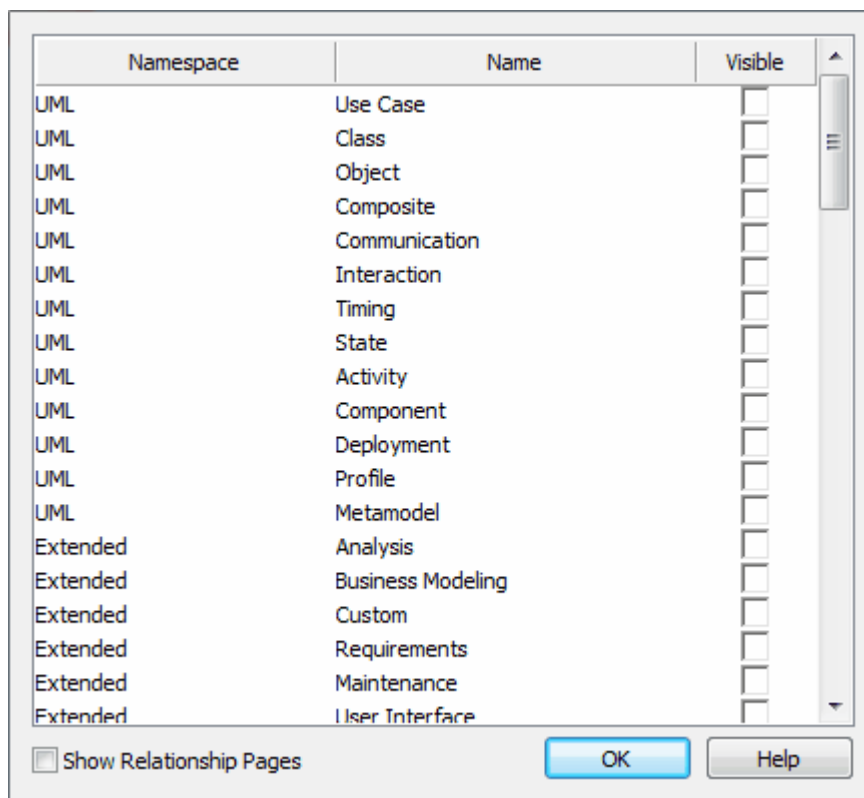 Namespace Name Visible
UML Use Case
UML Class
UML Object
UML Composite
UML Communication
UML Interaction
UML Timing
UML State
UML Activity
UML Component
UML Deployment
UML Profile
UML Metamodel
Extended Analysis
Extended Business Modeling
Extended Custom
Extended Requirements
Extended Maintenance
Extended User Interface
Show Relationship Pages OK Help